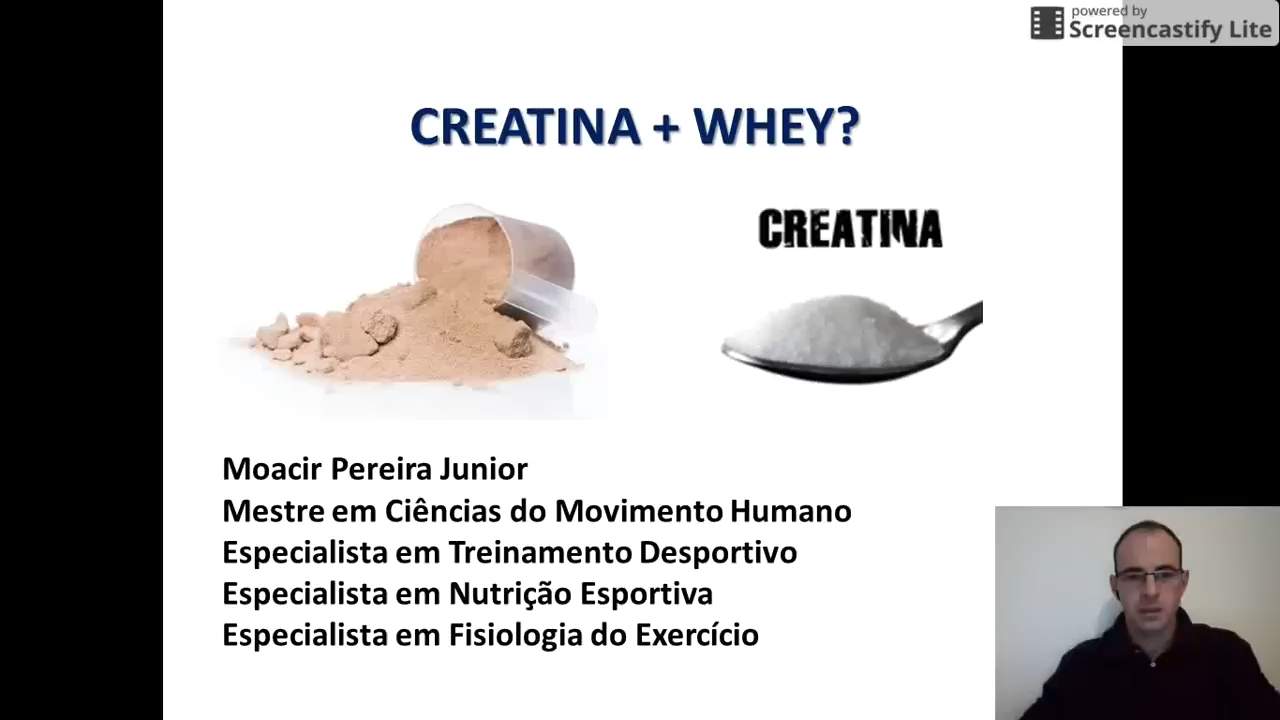 powered by
Screencastify Lite
CREATINA + WHEY?
CREATINA
Moacir Pereira Junior
Mestre em Ciências do Movimento Humano
Especialista em Treinamento Desportivo
Especialista em Nutrição Esportiva
Especialista em Fisiologia do Exercício